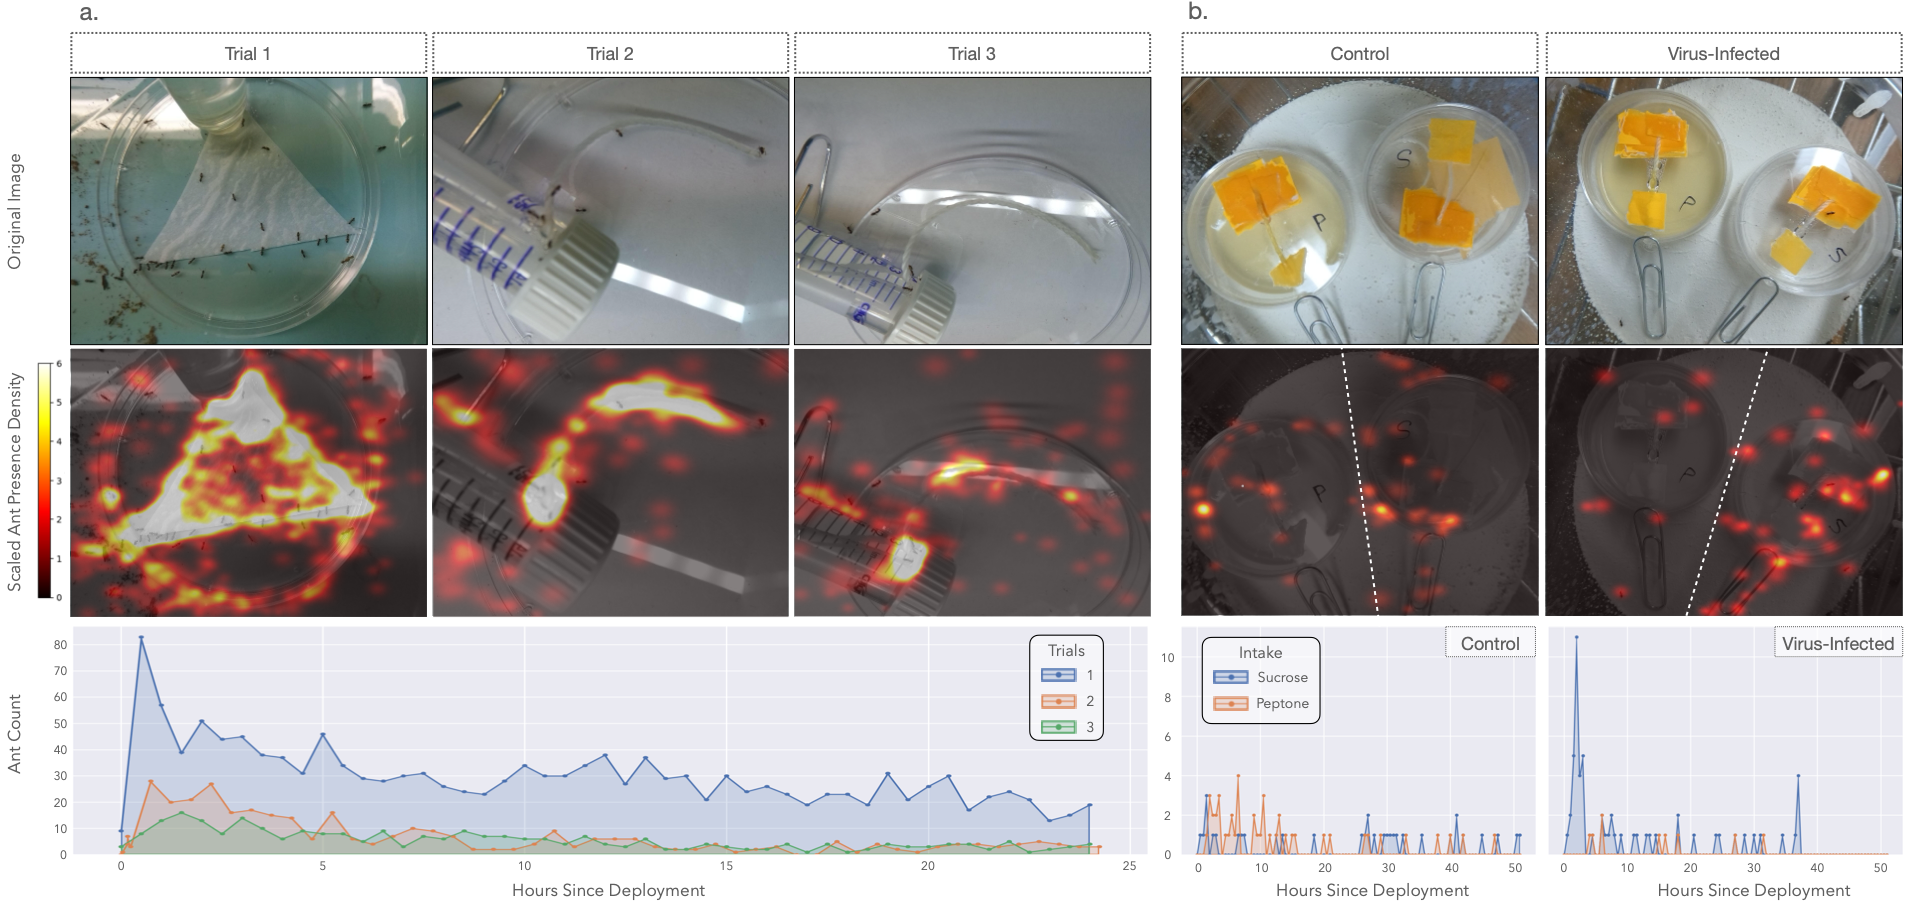 a.
b.
Trial 1
Trial 2
Trial 3
Control
Virus-Infected
Original Image
P
S
P
S
Scaled Ant Presence Density
6
5
4
3
2
1
0
P
S
P
S
Ant Count
80
70
60
50
40
30
20
10
0
0
5
10
15
20
25
Hours Since Deployment
Trials
1
2
3
10
8
6
4
2
0
Intake
Sucrose
Peptone
Control
0
10
20
30
40
50
Hours Since Deployment
Virus-Infected
0
10
20
30
40
50
Hours Since Deployment